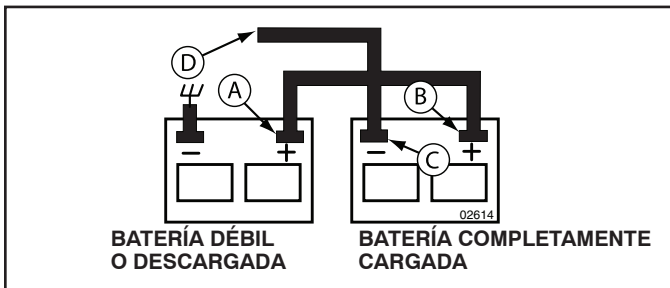 D
A
B
C
− + − +
02614
BATERÍA DÉBIL
O DESCARGADA
BATERÍA COMPLETAMENTE
CARGADA